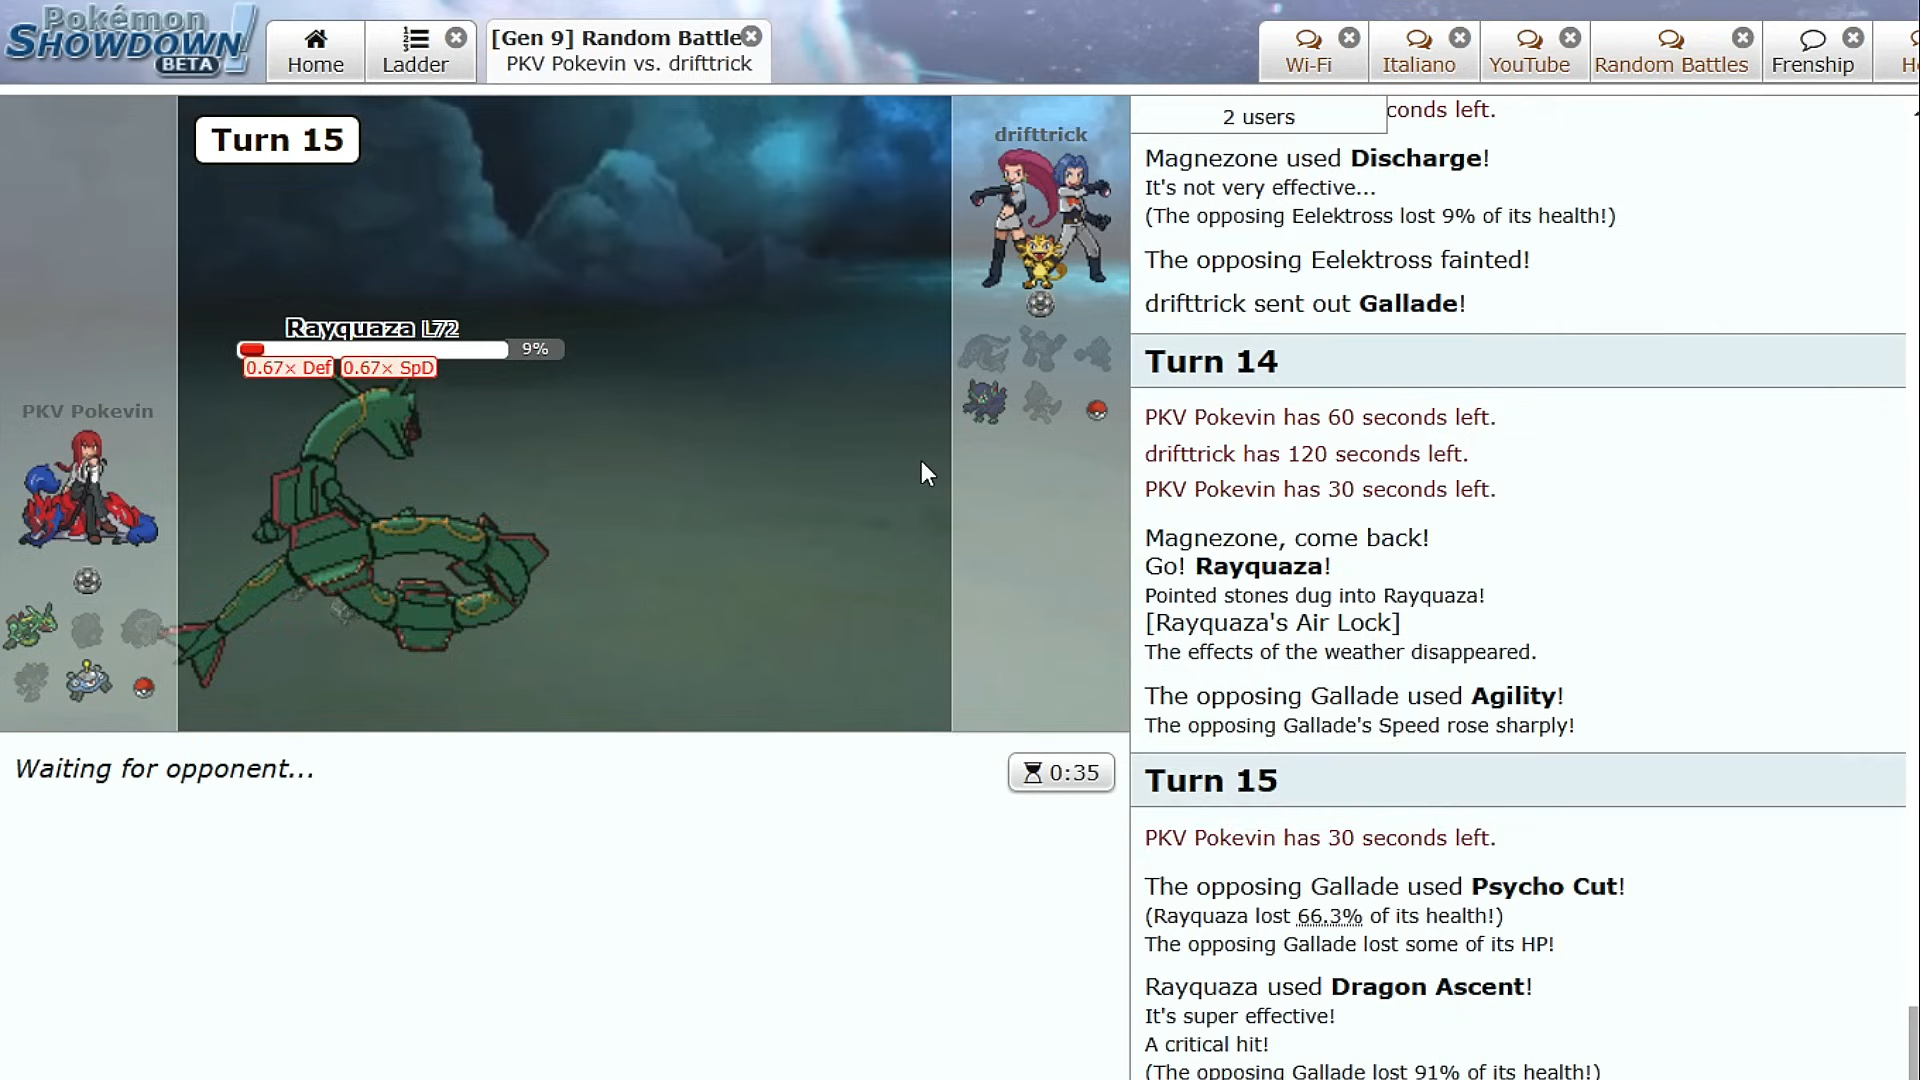 Pokémon
SHOWDOWN!
BETA
Home
Ladder
[Gen 9] Random Battle
PKV Pokevin vs. drifttrick
Wi-Fi
Italiano
YouTube
Random Battles
Frenship
Turn 15
drifttrick
Rayquaza L72
9%
0.67× Def 0.67× SpD
PKV Pokevin
Waiting for opponent...
0:35
2 users
conds left.
Magnezone used Discharge!
It's not very effective...
(The opposing Eelektross lost 9% of its health!)
The opposing Eelektross fainted!
drifttrick sent out Gallade!
Turn 14
PKV Pokevin has 60 seconds left.
drifttrick has 120 seconds left.
PKV Pokevin has 30 seconds left.
Magnezone, come back!
Go! Rayquaza!
Pointed stones dug into Rayquaza!
[Rayquaza's Air Lock]
The effects of the weather disappeared.
The opposing Gallade used Agility!
The opposing Gallade's Speed rose sharply!
Turn 15
PKV Pokevin has 30 seconds left.
The opposing Gallade used Psycho Cut!
(Rayquaza lost 66.3% of its health!)
The opposing Gallade lost some of its HP!
Rayquaza used Dragon Ascent!
It's super effective!
A critical hit!
(The opposing Gallade lost 91% of its health!)